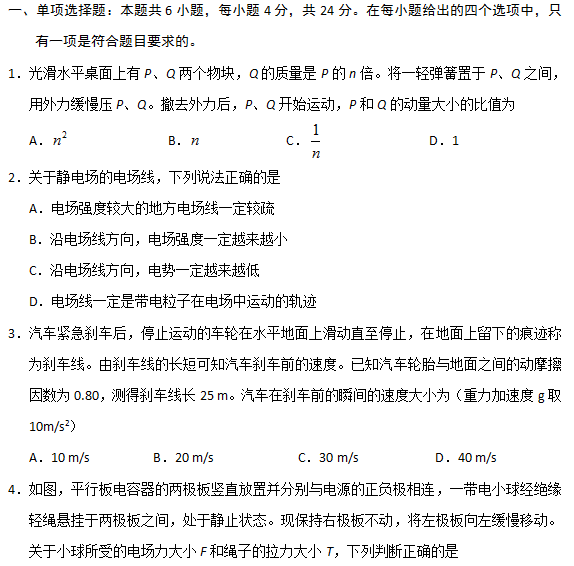 一、单项选择题：本题共 6 小题，每小题 4 分，共 24 分。在每小题给出的四个选项中，只
有一项是符合题目要求的。
1．光滑水平桌面上有 P、Q 两个物块，Q 的质量是 P 的 n 倍。将一轻弹簧置于 P、Q 之间，
用外力缓慢压 P、Q。撤去外力后，P、Q 开始运动，P 和 Q 的动量大小的比值为
A．n² B．n C．1/n D．1
2．关于静电场的电场线，下列说法正确的是
A．电场强度较大的地方电场线一定较疏
B．沿电场线方向，电场强度一定越来越小
C．沿电场线方向，电势一定越来越低
D．电场线一定是带电粒子在电场中运动的轨迹
3．汽车紧急刹车后，停止运动的车轮在水平地面上滑动直至停止，在地面上留下的痕迹称
为刹车线。由刹车线的长短可知汽车刹车前的速度。已知汽车轮胎与地面之间的动摩擦
因数为 0.80，测得刹车线长 25 m。汽车在刹车前的瞬间的速度大小为（重力加速度 g 取
10m/s²）
A．10 m/s B．20 m/s C．30 m/s D．40 m/s
4．如图，平行板电容器的两极板竖直放置并分别与电源的正负极相连，一带电小球经绝缘
轻绳悬挂于两极板之间，处于静止状态。现保持右极板不动，将左极板向左缓慢移动。
关于小球所受的电场力大小 F 和绳子的拉力大小 T，下列判断正确的是